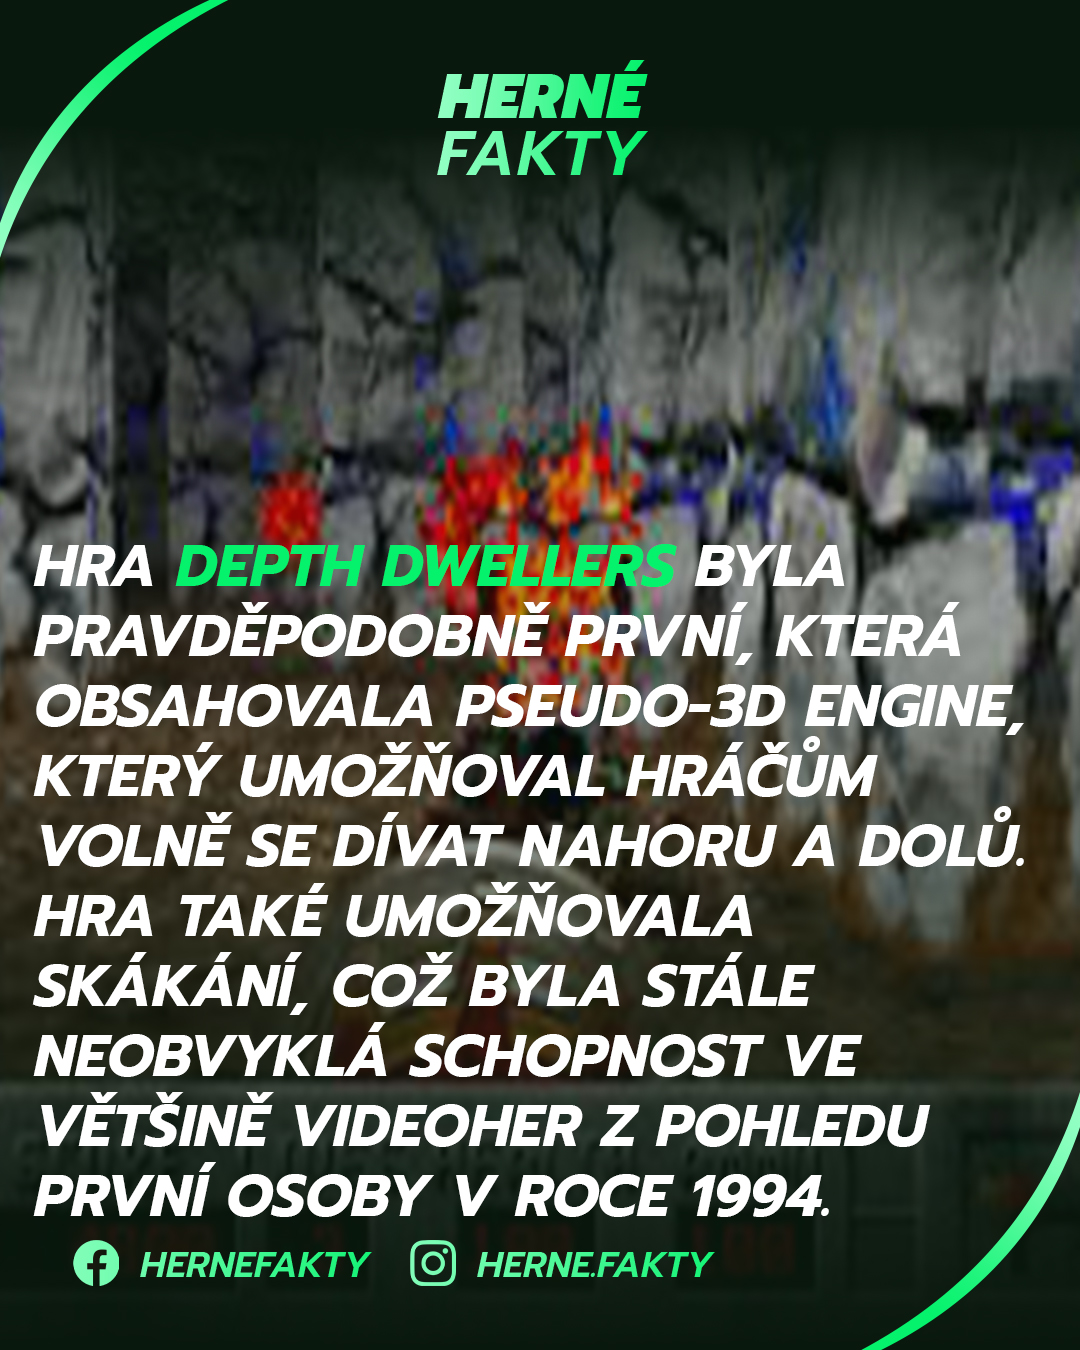 HERNÉ
FAKTY
HRA DEPTH DWELLERS BYLA
PRAVDĚPODOBNĚ PRVNÍ, KTERÁ
OBSAHOVALA PSEUDO-3D ENGINE,
KTERÝ UMOŽŇOVAL HRÁČŮM
VOLNĚ SE DÍVAT NAHORU A DOLŮ.
HRA TAKÉ UMOŽŇOVALA
SKÁKÁNÍ, COŽ BYLA STÁLE
NEOBVYKLÁ SCHOPNOST VE
VĚTŠINĚ VIDEOHER Z POHLEDU
PRVNÍ OSOBY V ROCE 1994.
HERNEFAKTY HERNE.FAKTY